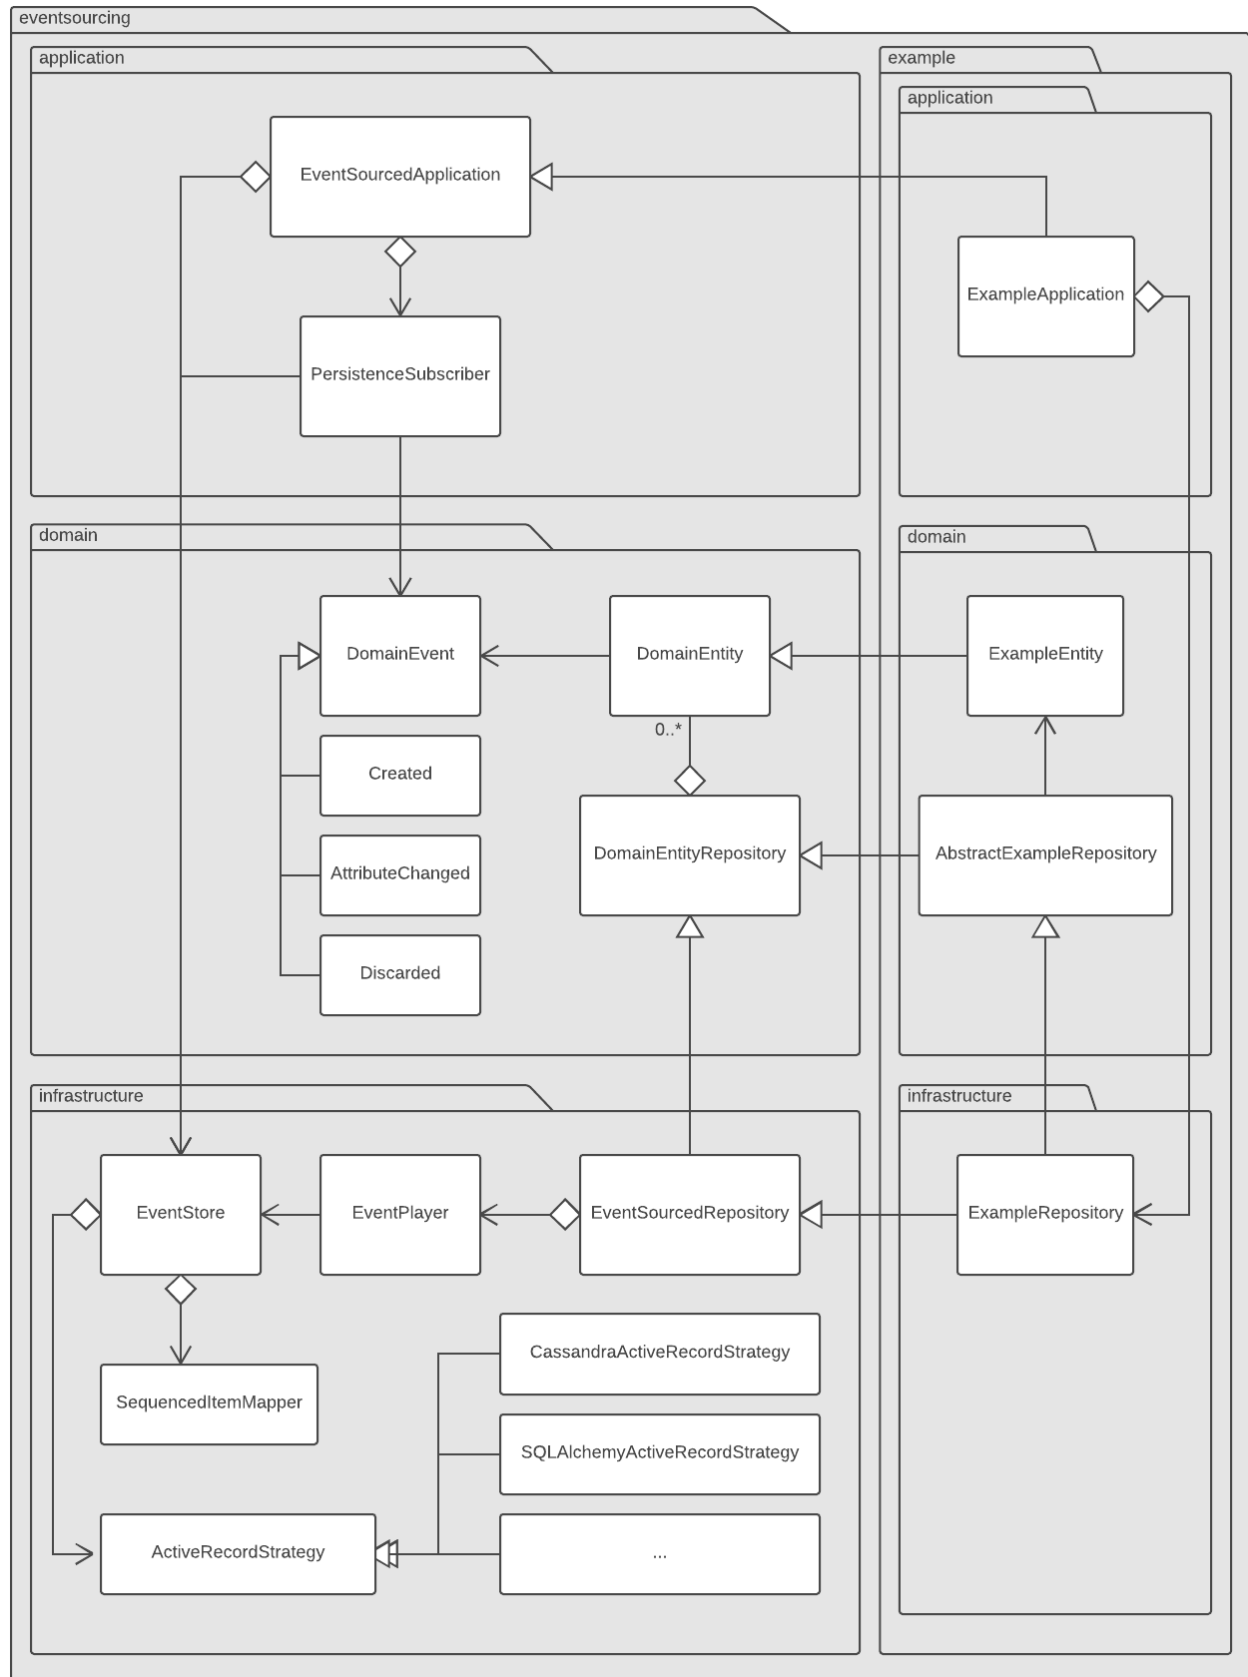 eventsourcing
application
EventSourcedApplication
PersistenceSubscriber
domain
DomainEvent
DomainEntity
0..*
Created
AttributeChanged
Discarded
DomainEntityRepository
infrastructure
EventStore
EventPlayer
EventSourcedRepository
SequencedItemMapper
CassandraActiveRecordStrategy
SQLAlchemyActiveRecordStrategy
ActiveRecordStrategy
...
example
application
ExampleApplication
domain
ExampleEntity
AbstractExampleRepository
infrastructure
ExampleRepository